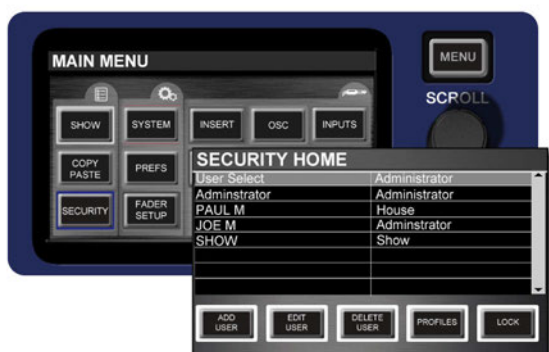 MAIN MENU
MENU
SCROLL
SHOW SYSTEM INSERT OSC INPUTS
COPY PASTE PREFS
SECURITY FADER SETUP
SECURITY HOME
User Select Administrator
Adminstrator Administrator
PAUL M House
JOE M Adminstrator
SHOW Show
ADD USER EDIT USER DELETE USER PROFILES LOCK